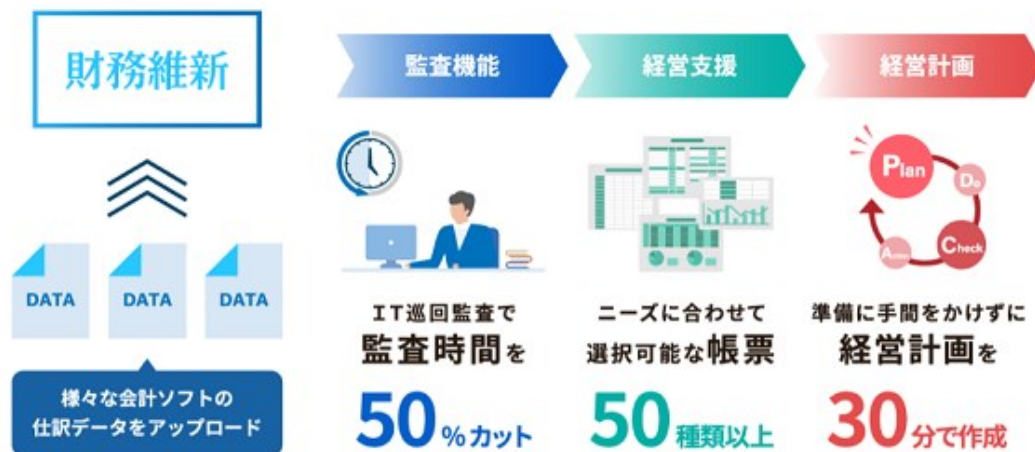 財務維新
DATA
DATA
DATA
様々な会計ソフトの
仕訳データをアップロード
監査機能
IT巡回監査で
監査時間を
50%カット
経営支援
ニーズに合わせて
選択可能な帳票
50種類以上
経営計画
Plan
Do
Check
Action
準備に手間をかけずに
経営計画を
30分で作成